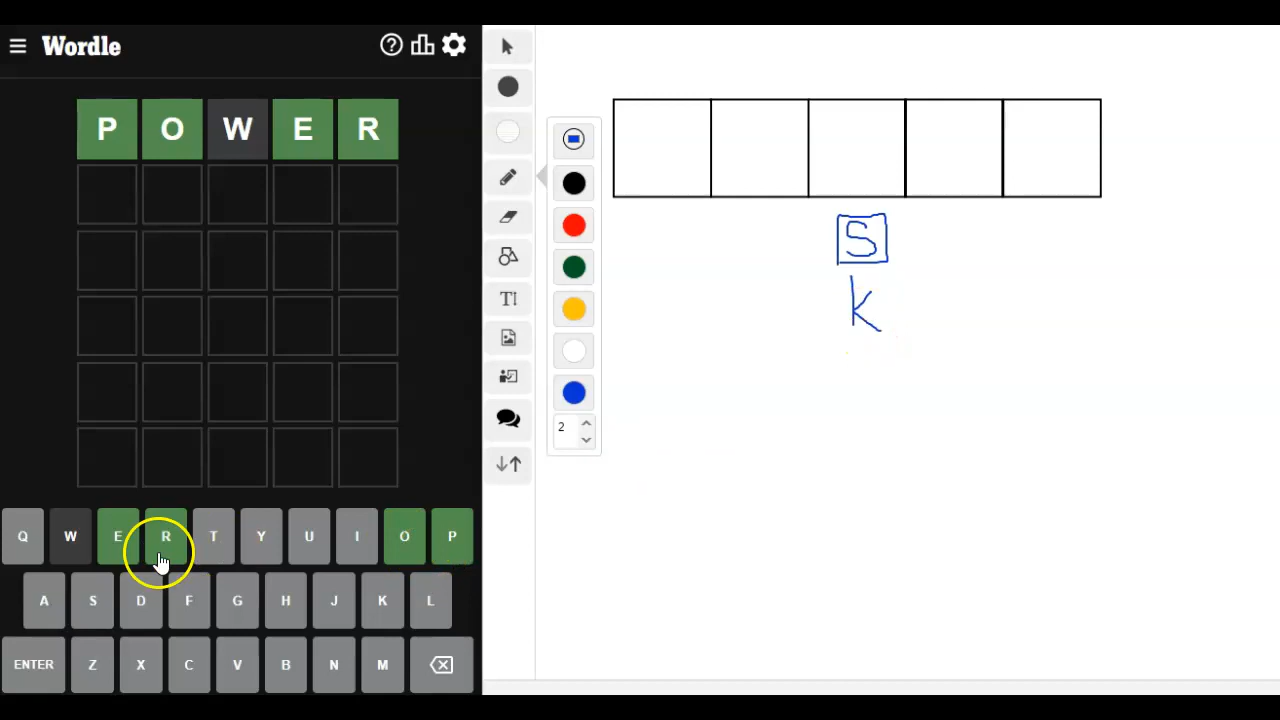 Wordle
P O W E R
S
K
T
2
Q W E R T Y U I O P
A S D F G H J K L
ENTER Z X C V B N M